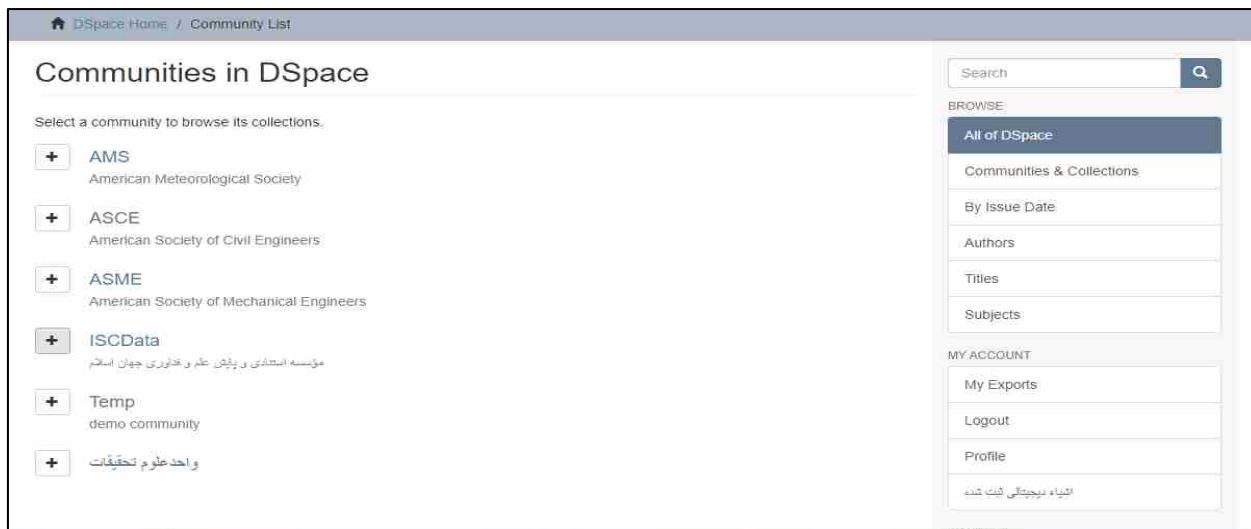 DSpace Home / Community List
Communities in DSpace
Select a community to browse its collections.
AMS
American Meteorological Society
ASCE
American Society of Civil Engineers
ASME
American Society of Mechanical Engineers
ISCData
مؤسسه استنادی و پایش علم و فناوری جهان اسلام
Temp
demo community
واحدعلوم تحقیقات
Search
BROWSE
All of DSpace
Communities & Collections
By Issue Date
Authors
Titles
Subjects
MY ACCOUNT
My Exports
Logout
Profile
اشیاء دیجیتالی ثبت شده